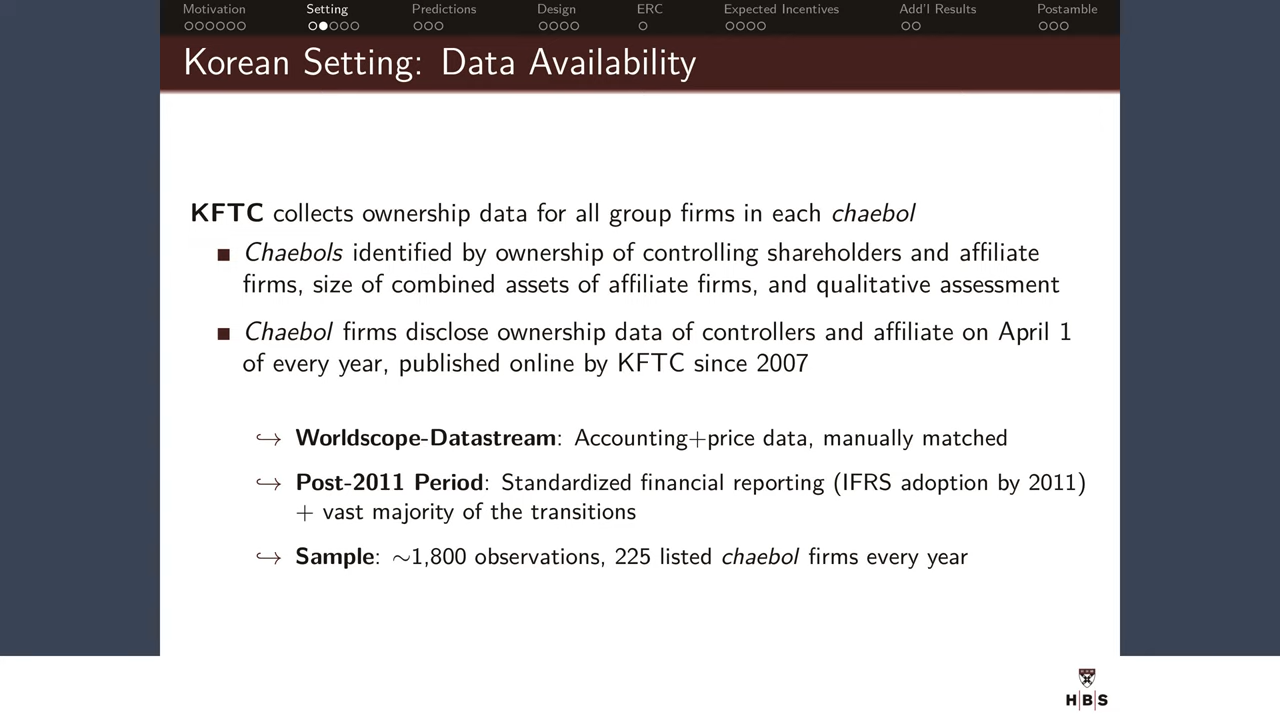 Motivation Setting Predictions Design ERC Expected Incentives Add'l Results Postamble
Korean Setting: Data Availability
KFTC collects ownership data for all group firms in each chaebol
Chaebols identified by ownership of controlling shareholders and affiliate
firms, size of combined assets of affiliate firms, and qualitative assessment
Chaebol firms disclose ownership data of controllers and affiliate on April 1
of every year, published online by KFTC since 2007
↪ Worldscope-Datastream: Accounting+price data, manually matched
↪ Post-2011 Period: Standardized financial reporting (IFRS adoption by 2011)
+ vast majority of the transitions
↪ Sample: ∼1,800 observations, 225 listed chaebol firms every year
H|B|S